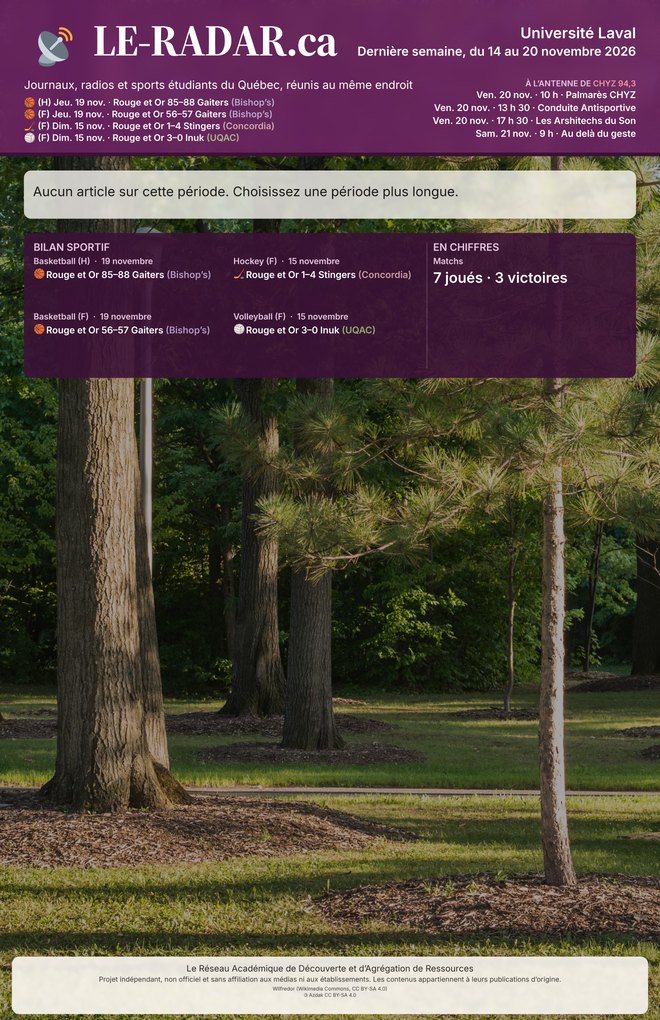 LE-RADAR.ca
Université Laval
Dernière semaine, du 14 au 20 novembre 2026
Journaux, radios et sports étudiants du Québec, réunis au même endroit
(H) Jeu. 19 nov. · Rouge et Or 85–88 Gaiters (Bishop's)
(F) Jeu. 19 nov. · Rouge et Or 56–57 Gaiters (Bishop's)
(F) Dim. 15 nov. · Rouge et Or 1–4 Stingers (Concordia)
(F) Dim. 15 nov. · Rouge et Or 3–0 Inuk (UQAC)
À L'ANTENNE DE CHYZ 94,3
Ven. 20 nov. · 10 h · Palmarès CHYZ
Ven. 20 nov. · 13 h 30 · Conduite Antisportive
Ven. 20 nov. · 17 h 30 · Les Arshitechs du Son
Sam. 21 nov. · 9 h · Au delà du geste
Aucun article sur cette période. Choisissez une période plus longue.
BILAN SPORTIF
Basketball (H) · 19 novembre
Rouge et Or 85–88 Gaiters (Bishop's)
Hockey (F) · 15 novembre
Rouge et Or 1–4 Stingers (Concordia)
Basketball (F) · 19 novembre
Rouge et Or 56–57 Gaiters (Bishop's)
Volleyball (F) · 15 novembre
Rouge et Or 3–0 Inuk (UQAC)
EN CHIFFRES
Matchs
7 joués · 3 victoires
Le Réseau Académique de Découverte et d'Agrégation de Ressources
Projet indépendant, non officiel et sans affiliation aux médias ni aux établissements. Les contenus appartiennent à leurs publications d'origine.
Wilfredor (Wikimedia Commons, CC BY-SA 4.0)
Azdak CC BY-SA 4.0